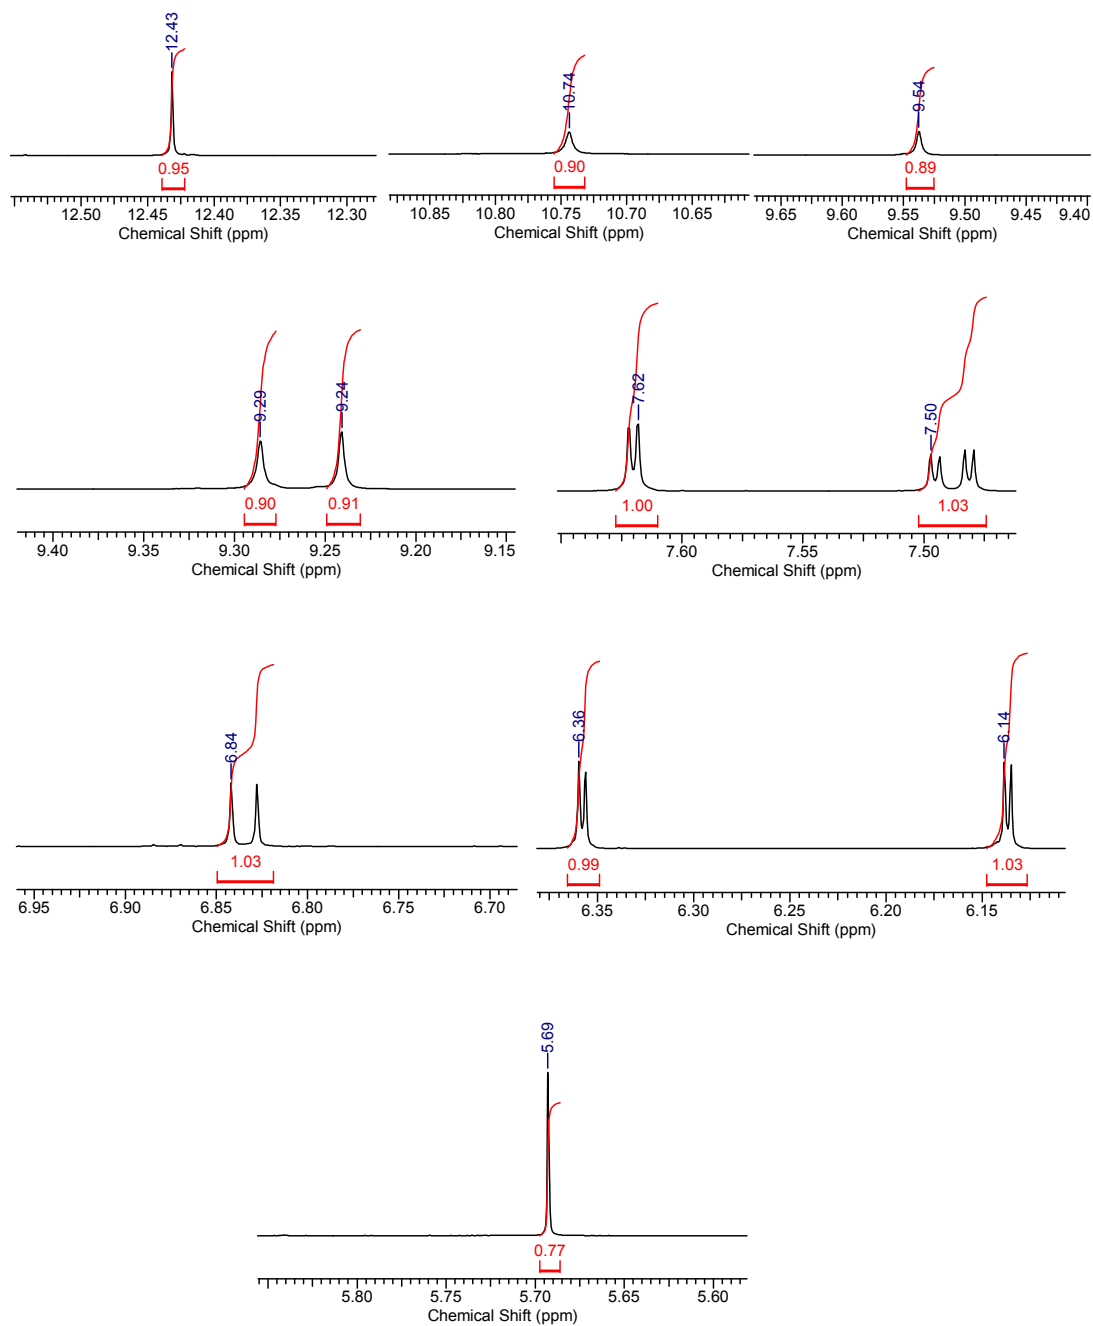 12.43
0.95
12.50 12.45 12.40 12.35 12.30
Chemical Shift (ppm)
10.74
0.90
10.85 10.80 10.75 10.70 10.65
Chemical Shift (ppm)
9.54
0.89
9.65 9.60 9.55 9.50 9.45 9.40
Chemical Shift (ppm)
9.29 9.24
0.90 0.91
9.40 9.35 9.30 9.25 9.20 9.15
Chemical Shift (ppm)
7.62 7.50
1.00 1.03
7.60 7.55 7.50
Chemical Shift (ppm)
6.84
1.03
6.95 6.90 6.85 6.80 6.75 6.70
Chemical Shift (ppm)
6.36 6.14
0.99 1.03
6.35 6.30 6.25 6.20 6.15
Chemical Shift (ppm)
5.69
0.77
5.80 5.75 5.70 5.65 5.60
Chemical Shift (ppm)